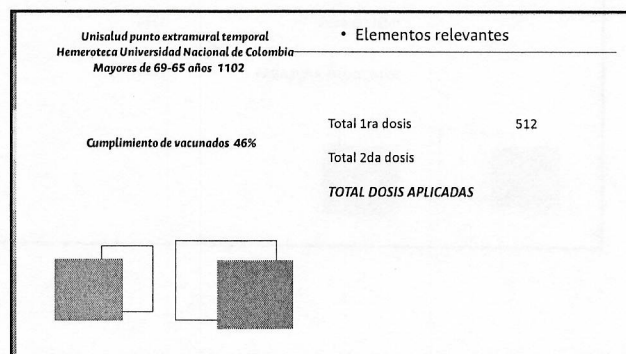 Unisalud punto extramural temporal
Hemeroteca Universidad Nacional de Colombia
Mayores de 69-65 años 1102
Cumplimiento de vacunados 46%
• Elementos relevantes
Total 1ra dosis 512
Total 2da dosis
TOTAL DOSIS APLICADAS